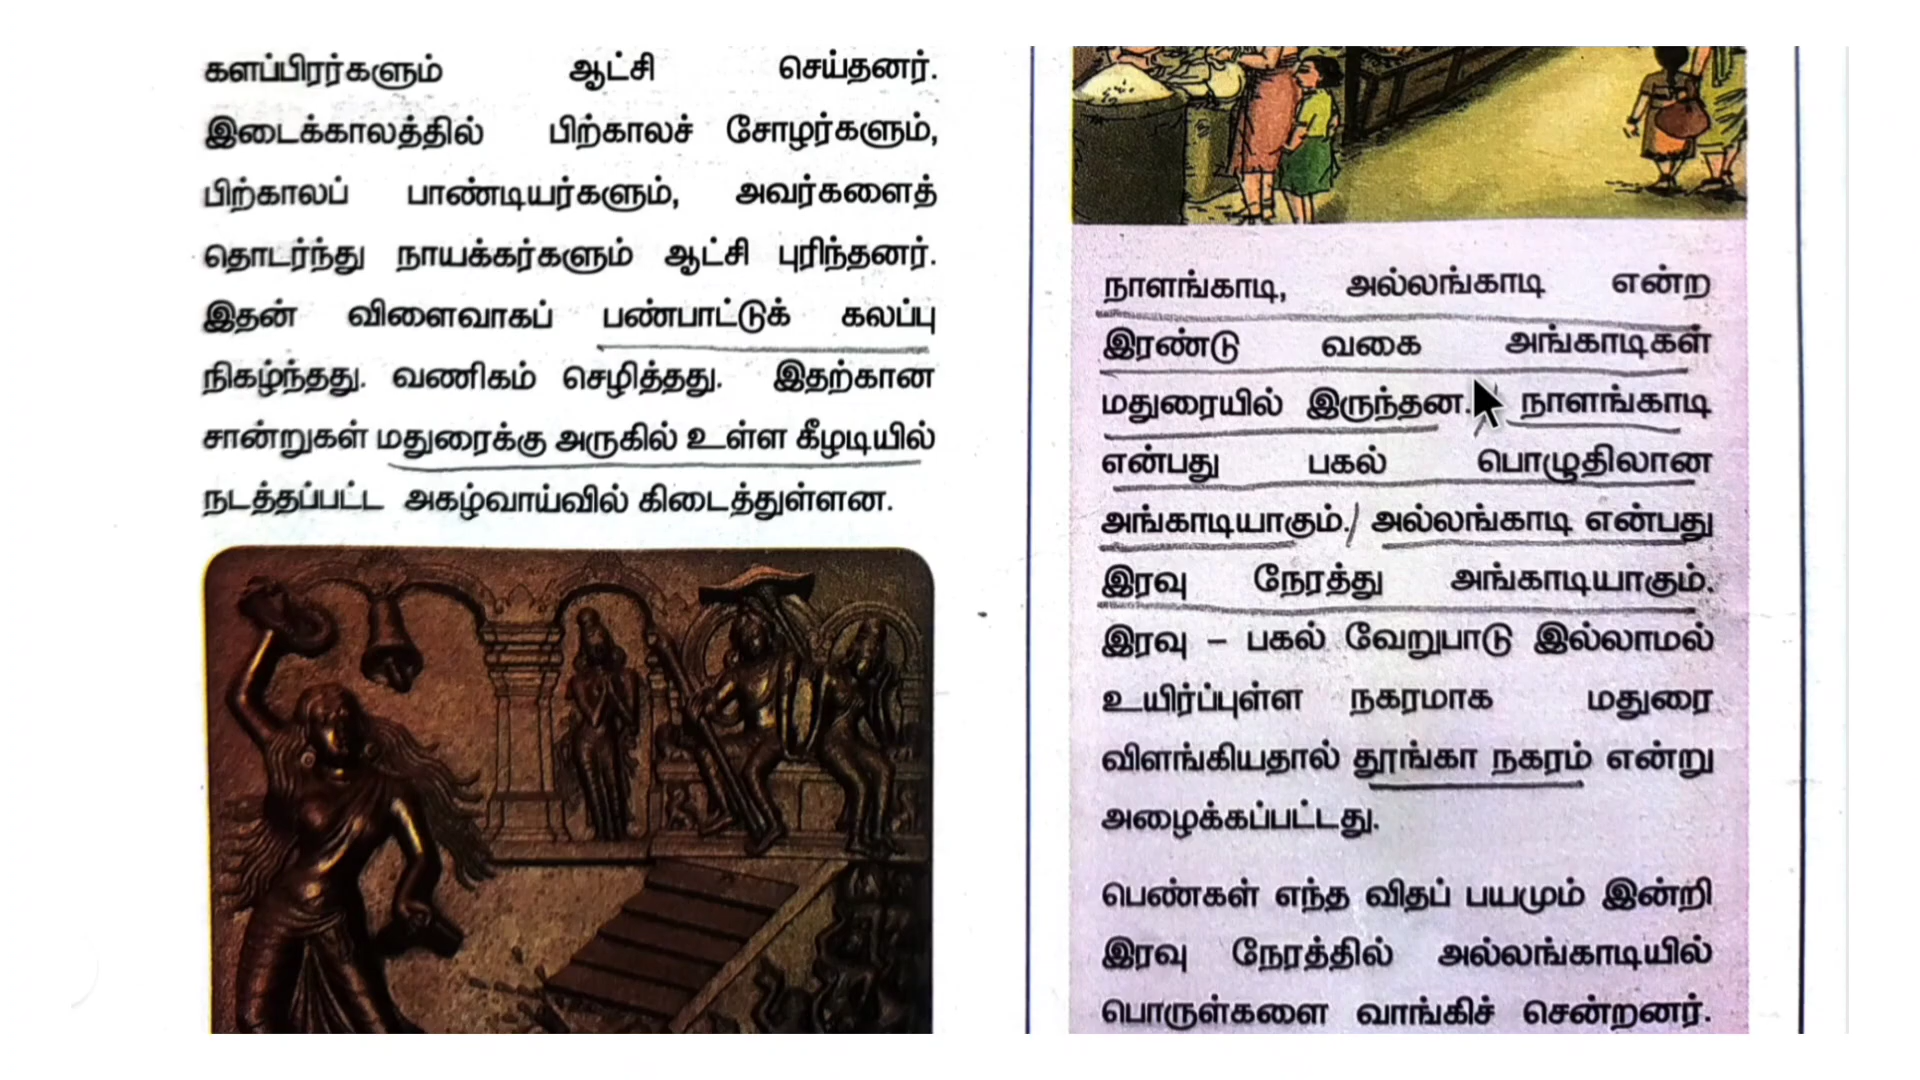 களப்பிரர்களும் ஆட்சி செய்தனர்.
இடைக்காலத்தில் பிற்காலச் சோழர்களும்,
பிற்காலப் பாண்டியர்களும், அவர்களைத்
தொடர்ந்து நாயக்கர்களும் ஆட்சி புரிந்தனர்.
இதன் விளைவாகப் பண்பாட்டுக் கலப்பு
நிகழ்ந்தது. வணிகம் செழித்தது. இதற்கான
சான்றுகள் மதுரைக்கு அருகில் உள்ள கீழடியில்
நடத்தப்பட்ட அகழ்வாய்வில் கிடைத்துள்ளன.
நாளங்காடி, அல்லங்காடி என்ற
இரண்டு வகை அங்காடிகள்
மதுரையில் இருந்தன. நாளங்காடி
என்பது பகல் பொழுதிலான
அங்காடியாகும். அல்லங்காடி என்பது
இரவு நேரத்து அங்காடியாகும்.
இரவு – பகல் வேறுபாடு இல்லாமல்
உயிர்ப்புள்ள நகரமாக மதுரை
விளங்கியதால் தூங்கா நகரம் என்று
அழைக்கப்பட்டது.
பெண்கள் எந்த விதப் பயமும் இன்றி
இரவு நேரத்தில் அல்லங்காடியில்
பொருள்களை வாங்கிச் சென்றனர்.